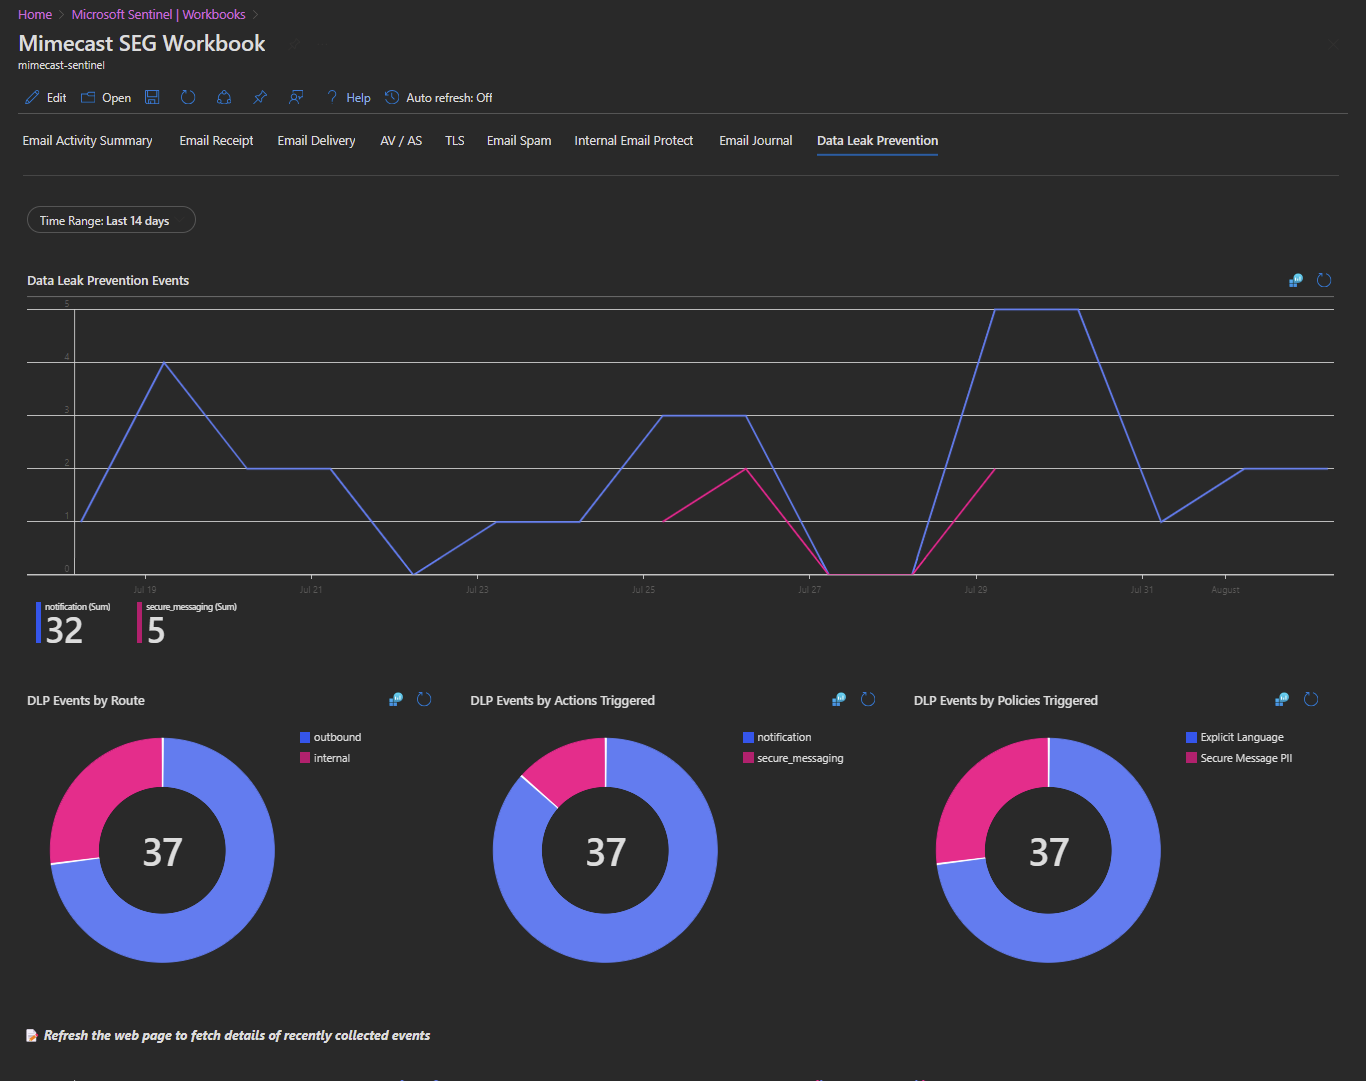 Home > Microsoft Sentinel | Workbooks >
Mimecast SEG Workbook
mimecast-sentinel
Edit Open Help Auto refresh: Off
Email Activity Summary Email Receipt Email Delivery AV / AS TLS Email Spam Internal Email Protect Email Journal Data Leak Prevention
Time Range: Last 14 days
Data Leak Prevention Events
5
4
3
2
1
0
Jul 19 Jul 21 Jul 23 Jul 25 Jul 27 Jul 29 Jul 31 August
notification (Sum) secure_messaging (Sum)
32 5
DLP Events by Route DLP Events by Actions Triggered DLP Events by Policies Triggered
outbound notification Explicit Language
internal secure_messaging Secure Message PII
37 37 37
Refresh the web page to fetch details of recently collected events